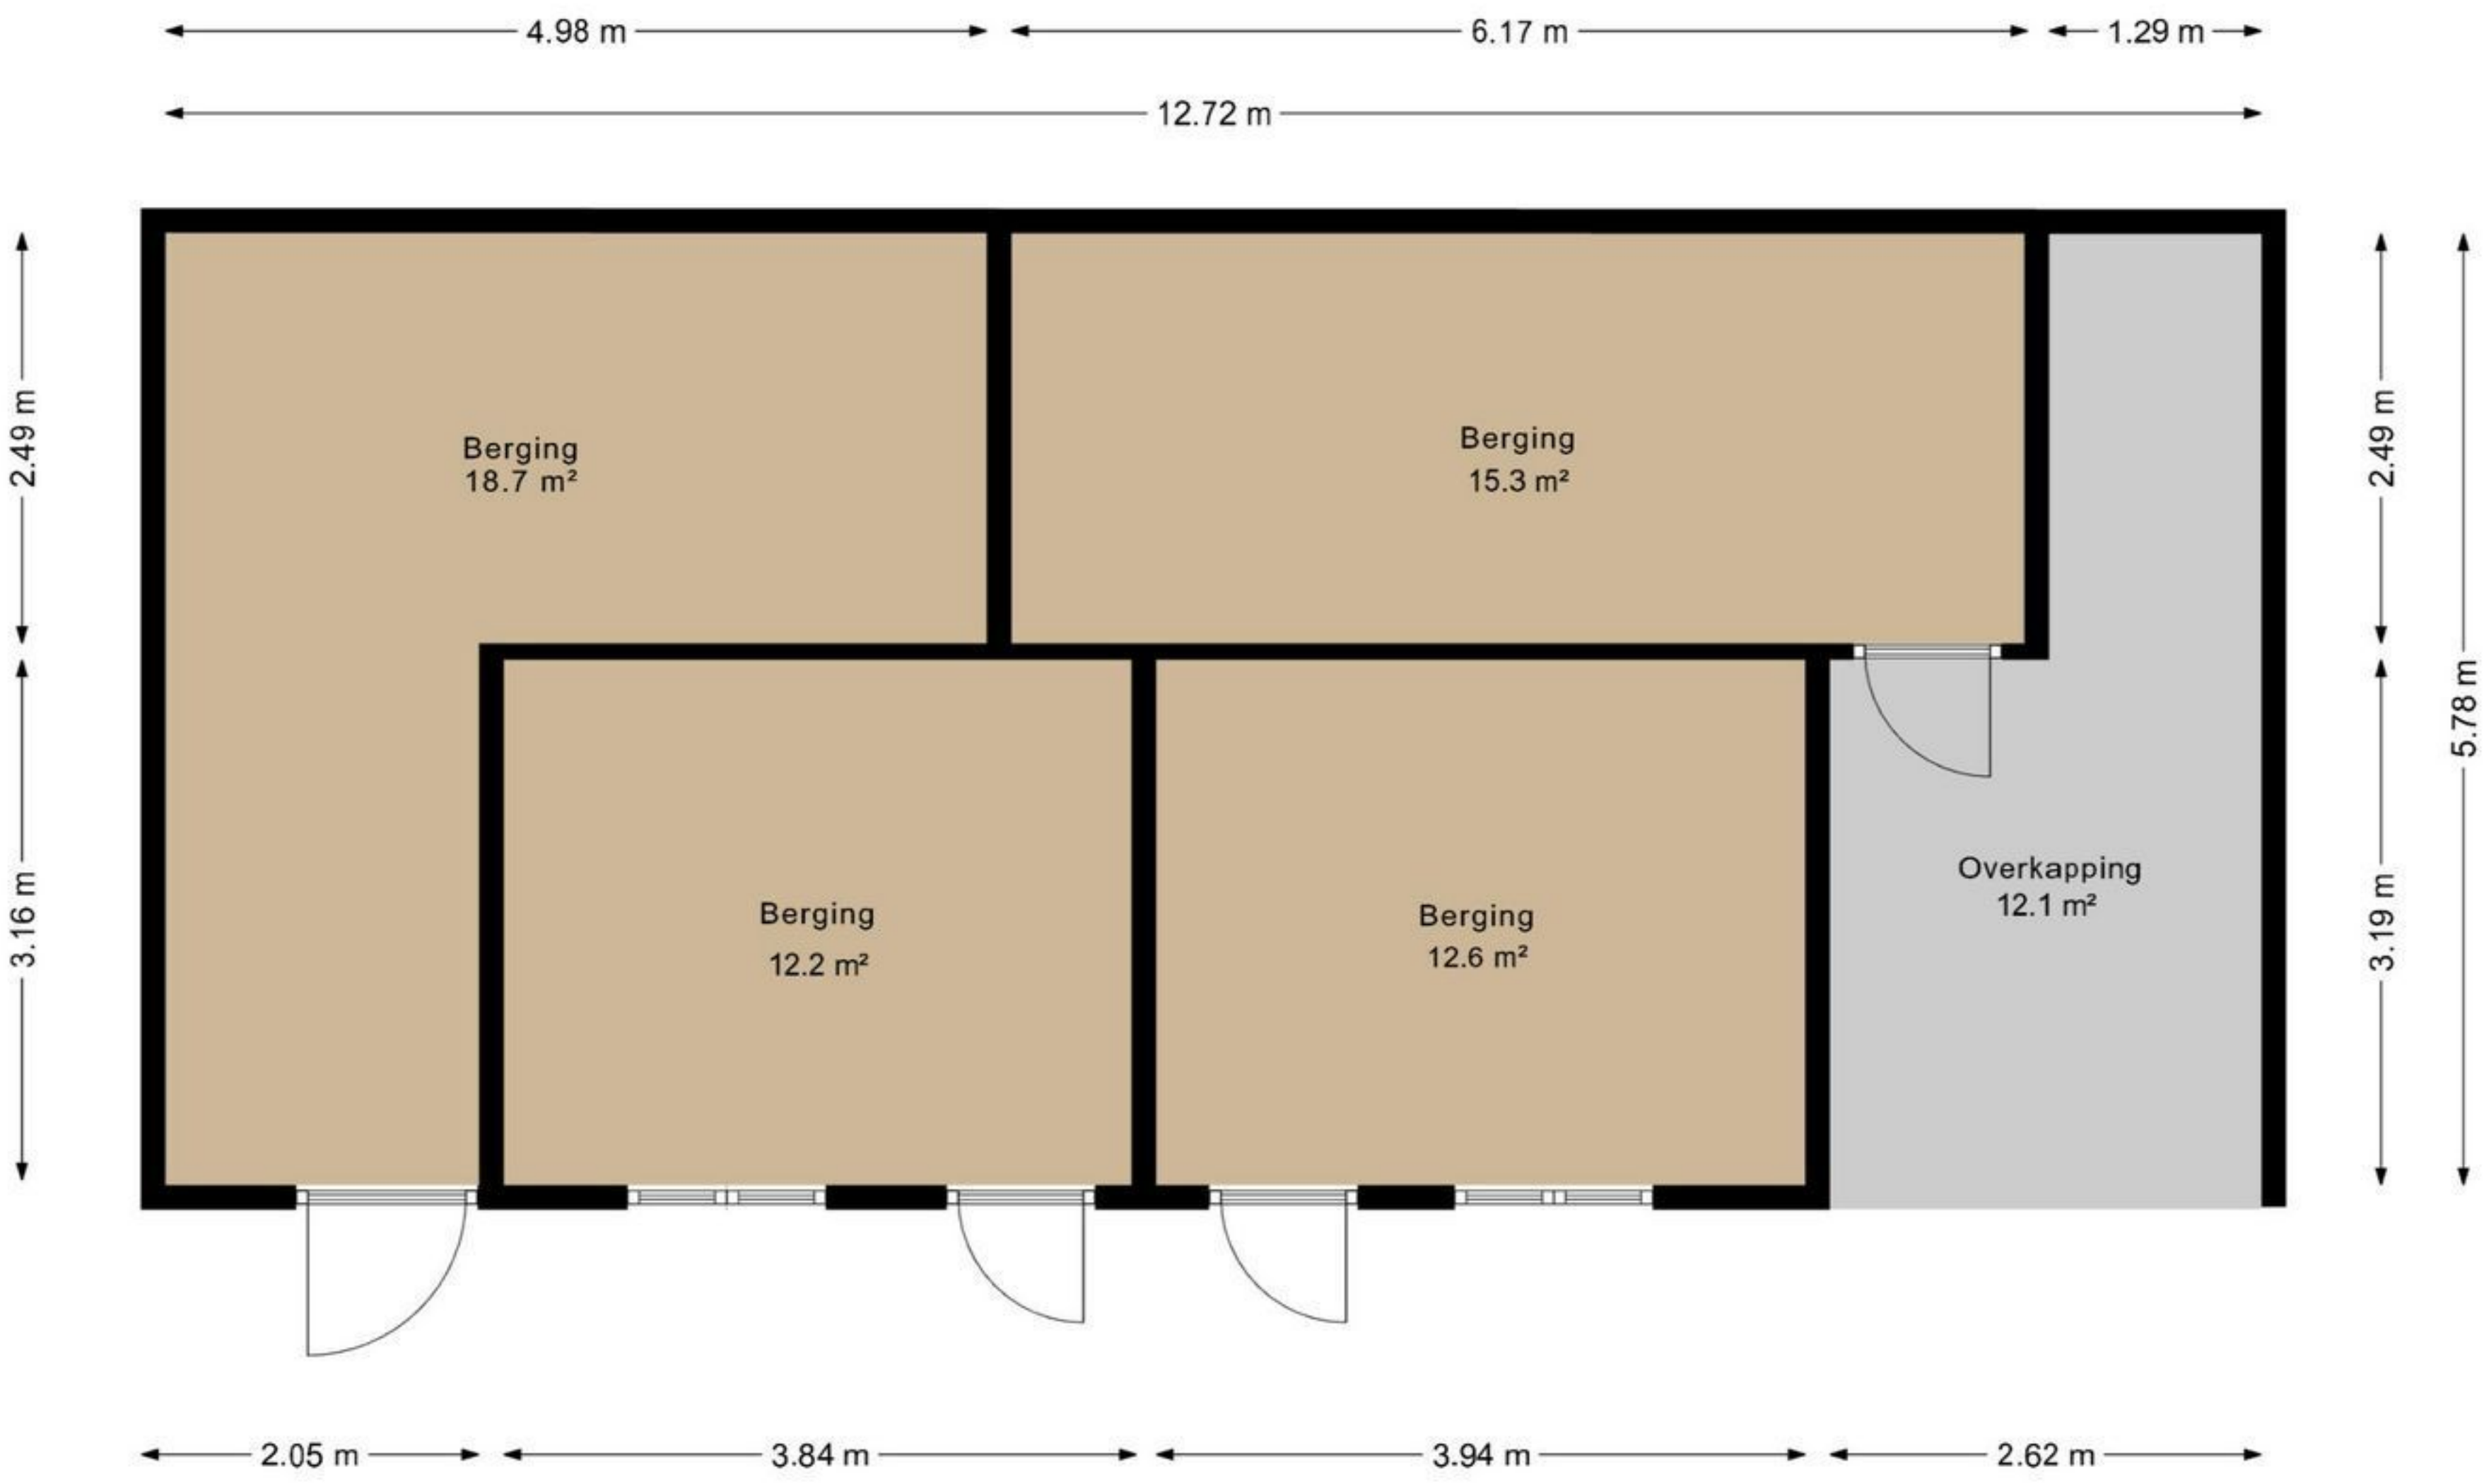 4.98 m
6.17 m
1.29 m
12.72 m
2.49 m
3.16 m
Berging
18.7 m²
Berging
15.3 m²
Berging
12.2 m²
Berging
12.6 m²
Overkapping
12.1 m²
2.49 m
3.19 m
5.78 m
2.05 m
3.84 m
3.94 m
2.62 m